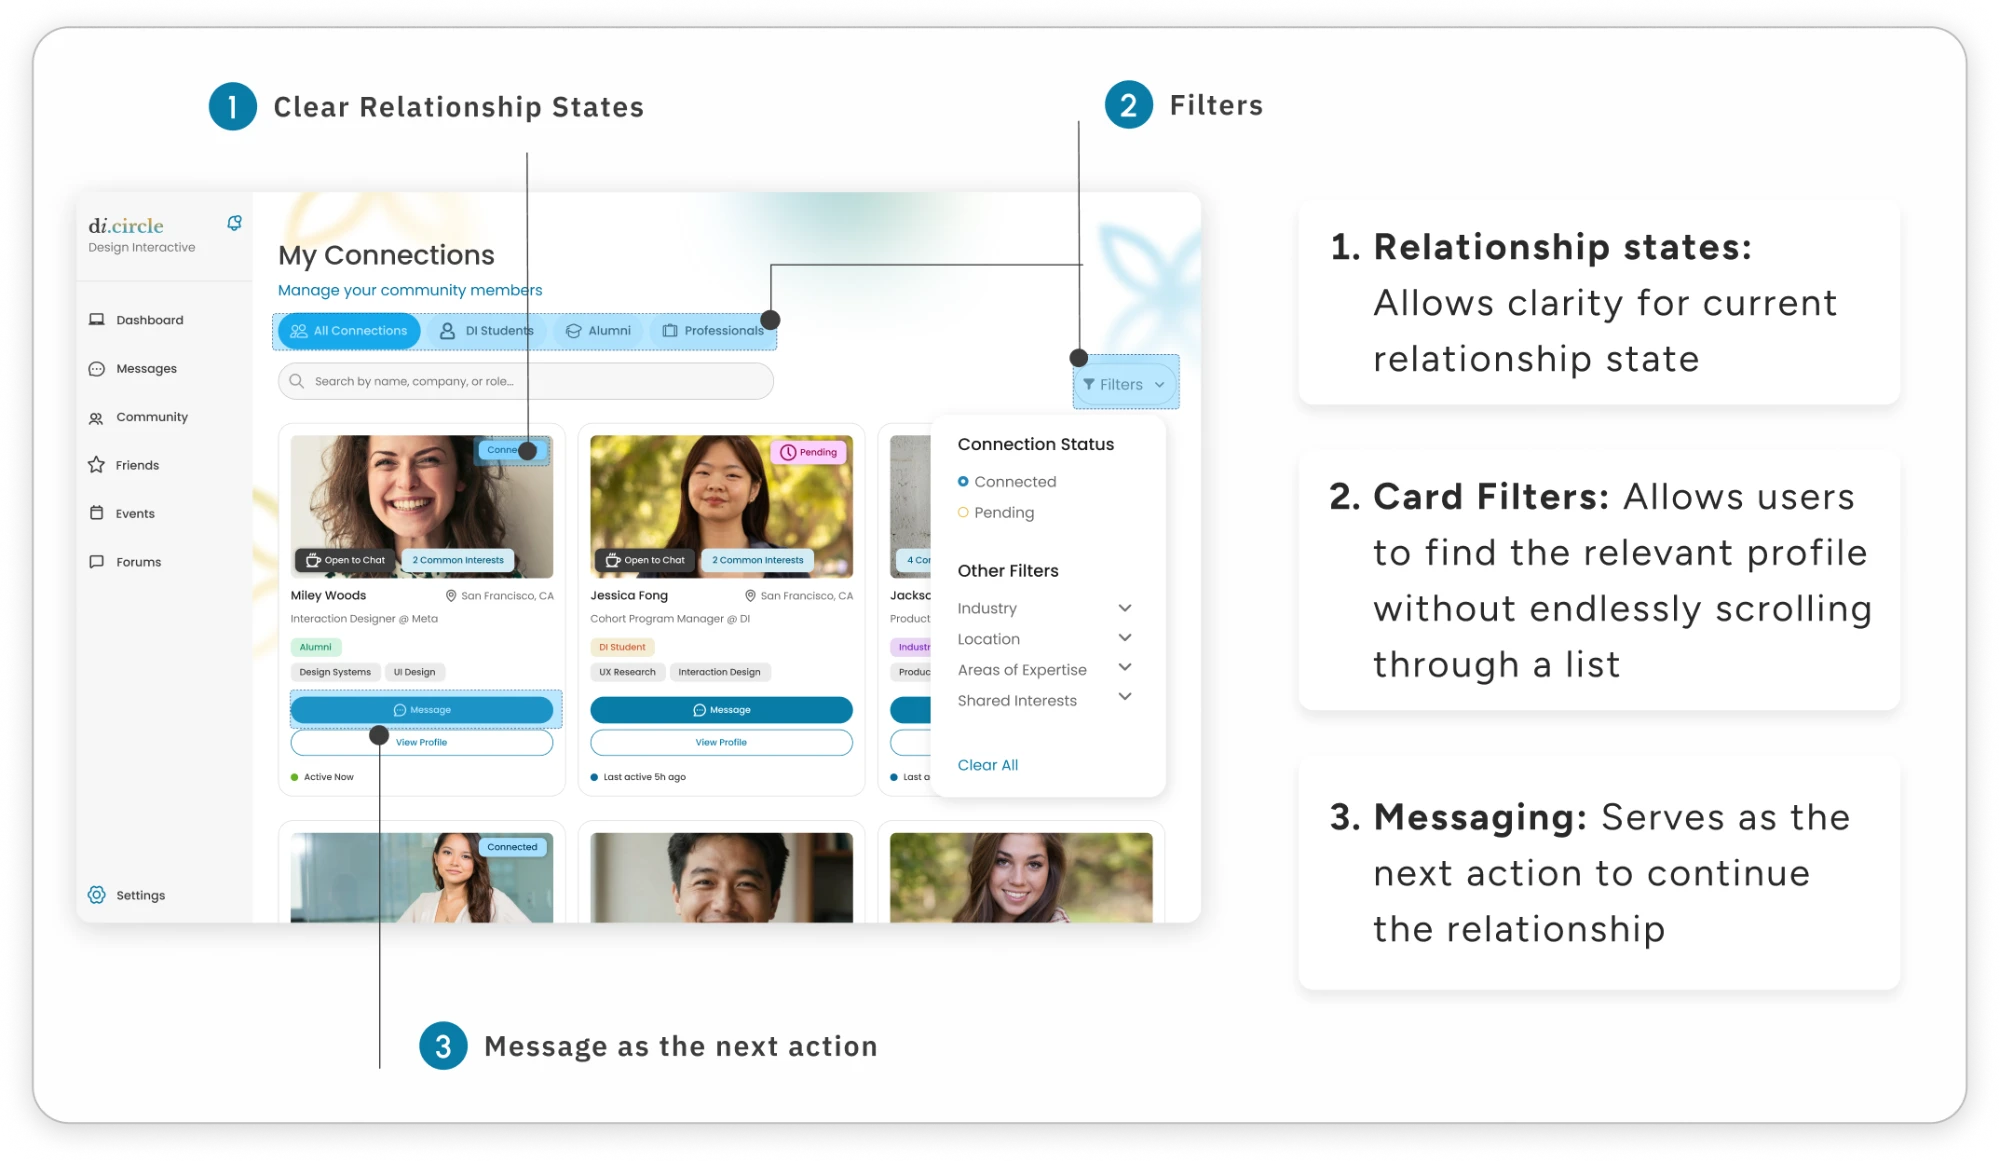 1 Clear Relationship States
2 Filters
di.circle
Design Interactive
Dashboard
Messages
Community
Friends
Events
Forums
Settings
My Connections
Manage your community members
All Connections
DI Students
Alumni
Professionals
Search by name, company, or role...
Filters
Pending
Open to Chat
2 Common Interests
Miley Woods
San Francisco, CA
Interaction Designer @ Meta
Alumni
Design Systems
UI Design
Message
View Profile
Active Now
Open to Chat
2 Common Interests
Jessica Fong
San Francisco, CA
Cohort Program Manager @ DI
DI Student
UX Research
Interaction Design
Message
View Profile
Last active 5h ago
4
Product
Last
Connection Status
Connected
Pending
Other Filters
Industry
Location
Areas of Expertise
Shared Interests
Clear All
Connected
3 Message as the next action
1. Relationship states:
Allows clarity for current
relationship state
2. Card Filters: Allows users
to find the relevant profile
without endlessly scrolling
through a list
3. Messaging: Serves as the
next action to continue
the relationship